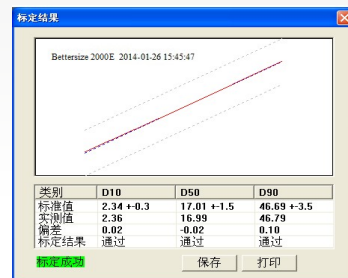 标定结果
Bettersize 2000E 2014-01-26 15:45:47
类别 D10 D50 D90
标准值 2.34 +-0.3 17.01 +-1.5 46.69 +-3.5
实测值 2.36 16.99 46.79
偏差 0.02 -0.02 0.10
标定结果 通过 通过 通过
标定成功 保存 打印